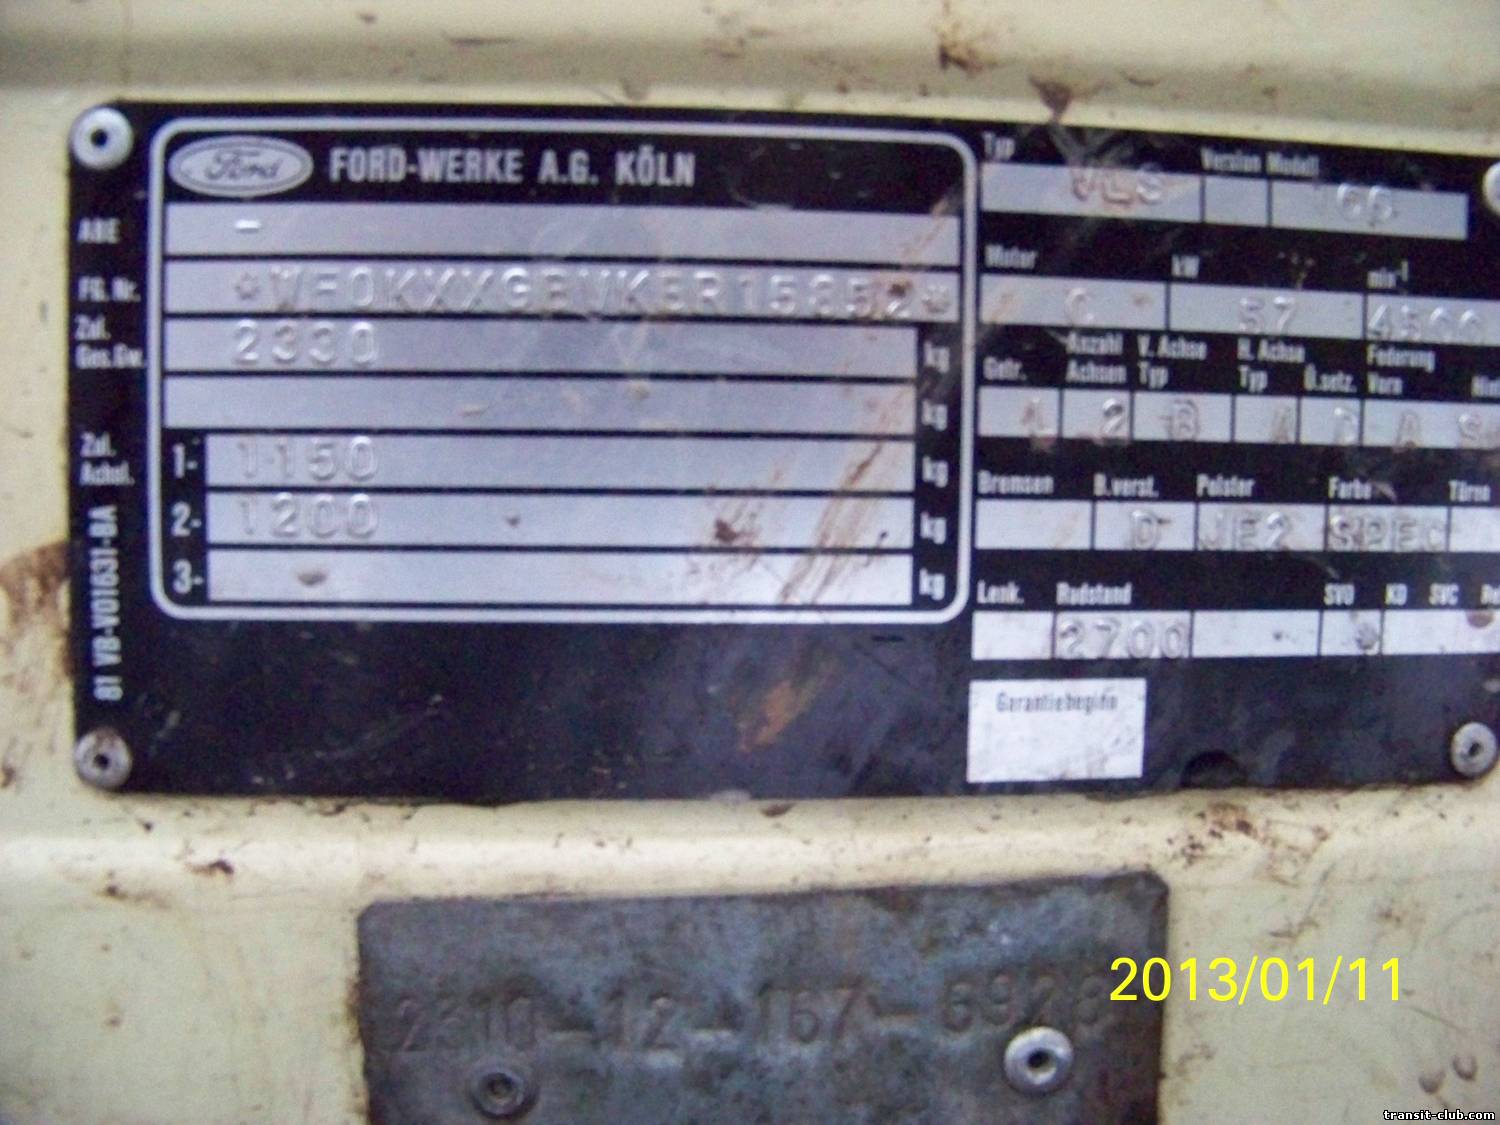 Ford FORD-WERKE A.G. KÖLN
ABE -
FG. Nr.
Zul. Ges.Gw. 2330 kg
kg
Zul. Achsl. 1- 1150 kg
2- 1200 kg
3- kg
81 VB-V01631-BA
Typ Version Modell
VLS
Motor kW min-1
C 57 4500
Getr. Anzahl Achsen V. Achse Typ H. Achse Typ Ü.setz. Federung Vorn
2 B A A
Bremsen B.verst. Polster Farbe Türen
D JE2 SPEC
Lenk. Radstand SVO KD SVC
2700
Garantiebeginn
2013/01/11
transit-club.com